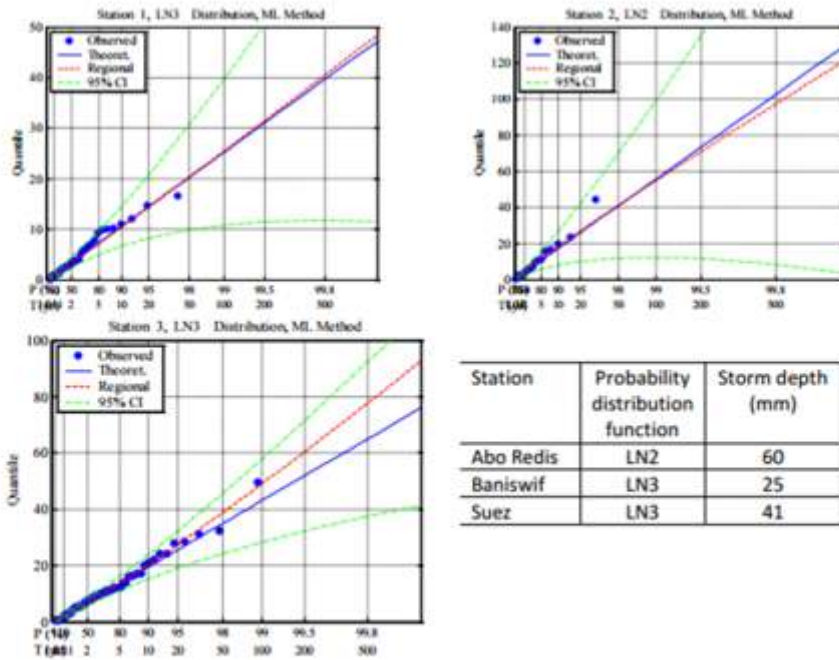 Station 1, LN3 Distribution, ML Method
50
40
30
20
10
0
Quantile
Observed
Theoret.
Regional
95% CI
50 80 90 95 98 99 99.5 99.8
2 5 10 20 50 100 200 500
Station 2, LN2 Distribution, ML Method
140
120
100
80
60
40
20
0
Quantile
Observed
Theoret.
Regional
95% CI
80 90 95 98 99 99.5 99.8
5 10 20 50 100 200 500
Station 3, LN3 Distribution, ML Method
100
80
60
40
20
0
Quantile
Observed
Theoret.
Regional
95% CI
50 80 90 95 98 99 99.5 99.8
2 5 10 20 50 100 200 500
Station Probability Storm depth
distribution (mm)
function
Abo Redis LN2 60
Baniswif LN3 25
Suez LN3 41